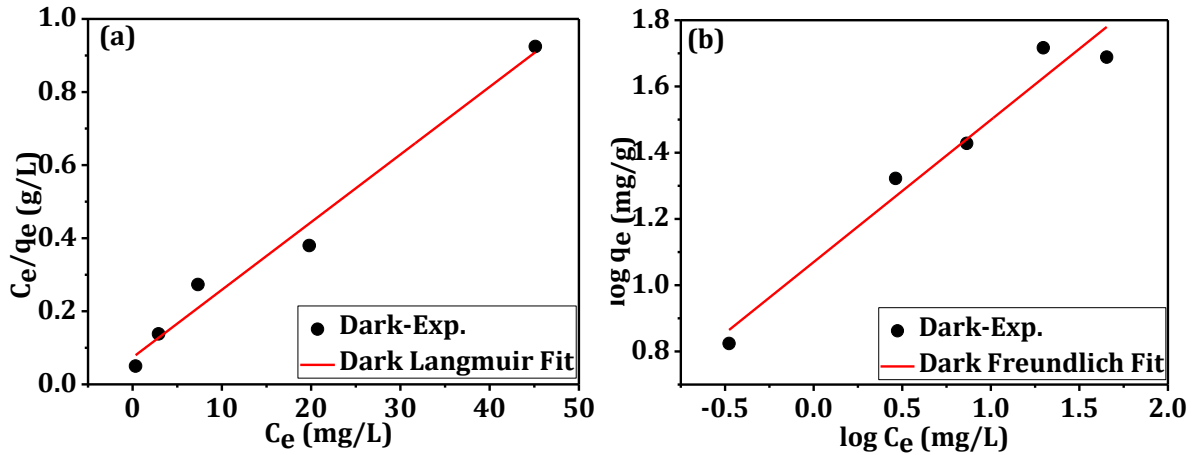 (a)
1.0
0.8
0.6
0.4
0.2
0.0
Ce/qe (g/L)
0 10 20 30 40 50
Ce (mg/L)
Dark-Exp.
Dark Langmuir Fit
(b)
1.8
1.6
1.4
1.2
1.0
0.8
log qe (mg/g)
-0.5 0.0 0.5 1.0 1.5 2.0
log Ce (mg/L)
Dark-Exp.
Dark Freundlich Fit